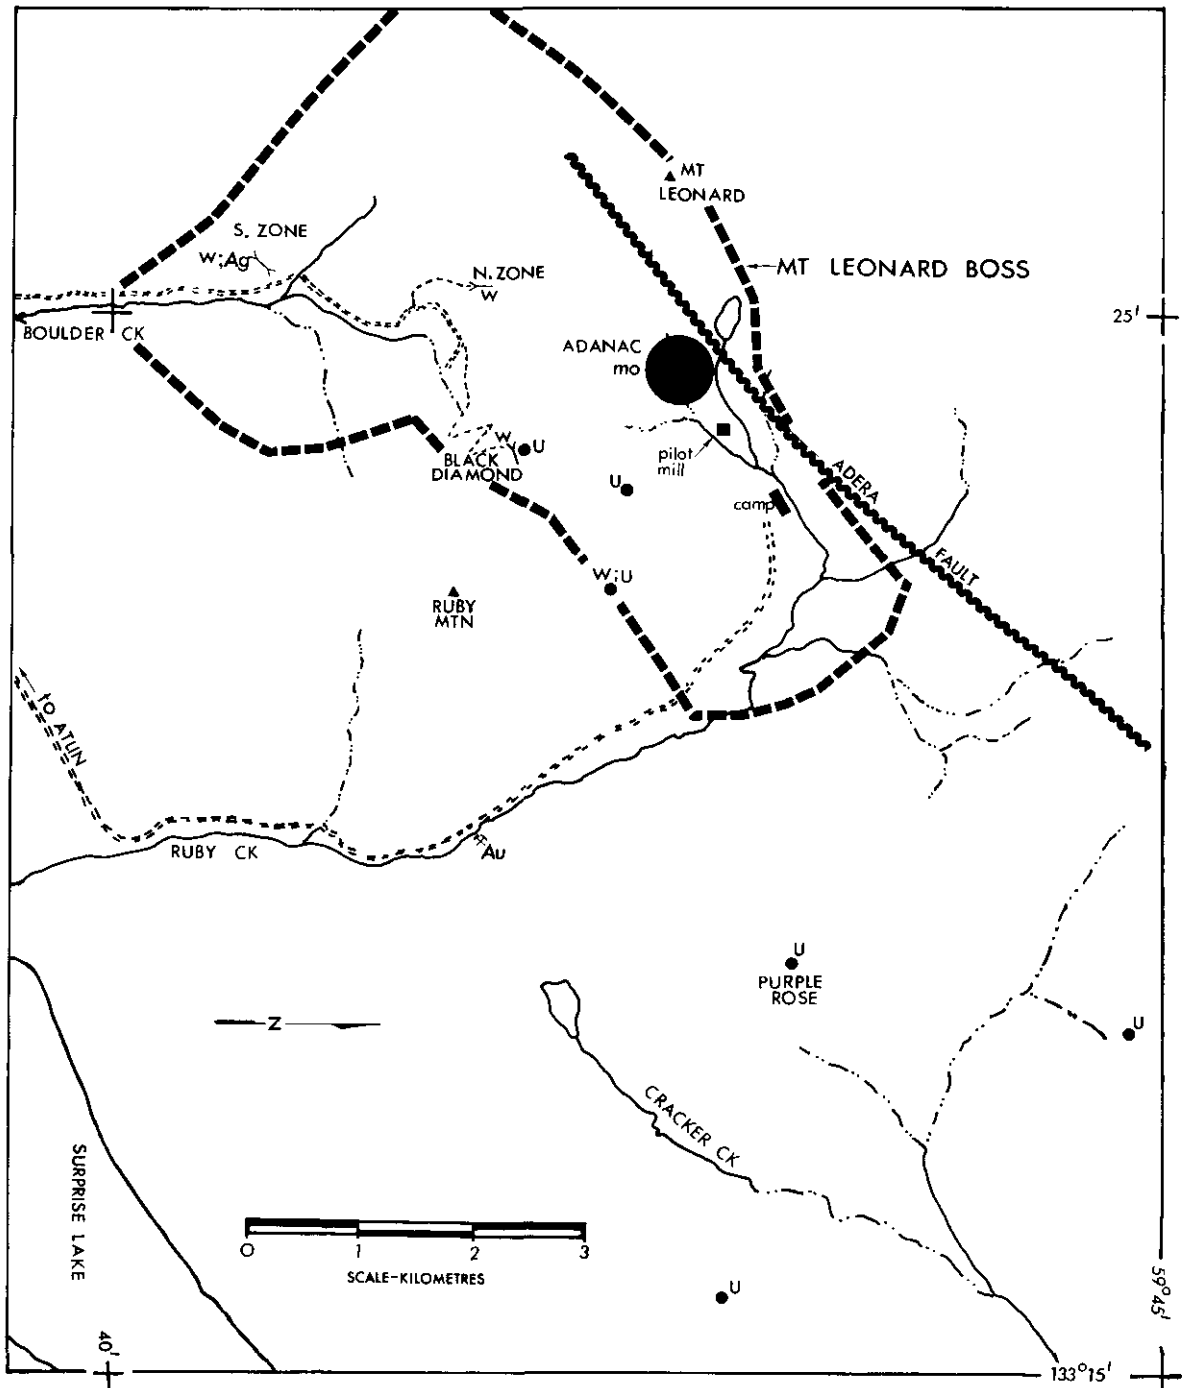 MT
LEONARD
S. ZONE
W;Ag
N. ZONE
W
MT LEONARD BOSS
25'
BOULDER CK
ADANAC
mo
pilot
mill
W;
U
BLACK
DIAMOND
U
ADERA
FAULT
camp
W;U
RUBY
MTN
to ATLIN
RUBY CK
Au
U
PURPLE
ROSE
U
N
CRACKER CK
SURPRISE LAKE
0 1 2 3
SCALE-KILOMETRES
U
59°45'
40'
133°15'